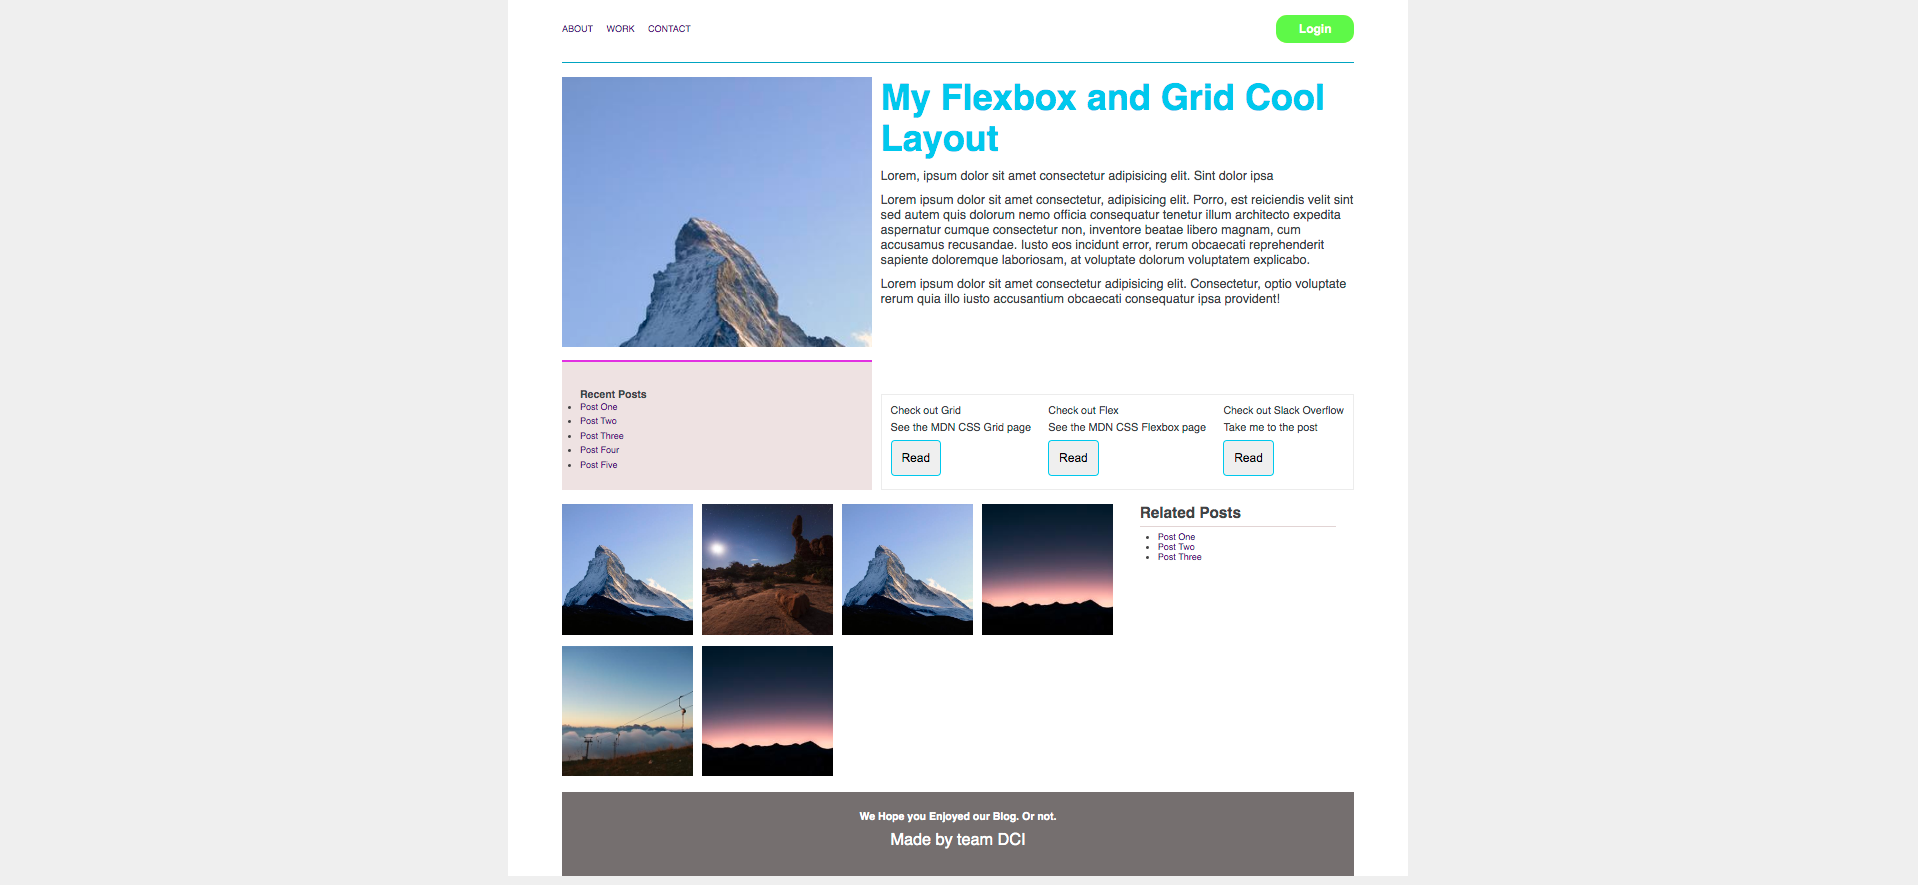 ABOUT WORK CONTACT
Login
My Flexbox and Grid Cool
Layout
Lorem, ipsum dolor sit amet consectetur adipisicing elit. Sint dolor ipsa
Lorem ipsum dolor sit amet consectetur, adipisicing elit. Porro, est reiciendis velit sint
sed autem quis dolorum nemo officia consequatur tenetur illum architecto expedita
aspernatur cumque consectetur non, inventore beatae libero magnam, cum
accusamus recusandae. Iusto eos incidunt error, rerum obcaecati reprehenderit
sapiente doloremque laboriosam, at voluptate dolorum voluptatem explicabo.
Lorem ipsum dolor sit amet consectetur adipisicing elit. Consectetur, optio voluptate
rerum quia illo iusto accusantium obcaecati consequatur ipsa provident!
Recent Posts
Post One
Post Two
Post Three
Post Four
Post Five
Check out Grid
See the MDN CSS Grid page
Read
Check out Flex
See the MDN CSS Flexbox page
Read
Check out Slack Overflow
Take me to the post
Read
Related Posts
Post One
Post Two
Post Three
We Hope you Enjoyed our Blog. Or not.
Made by team DCI